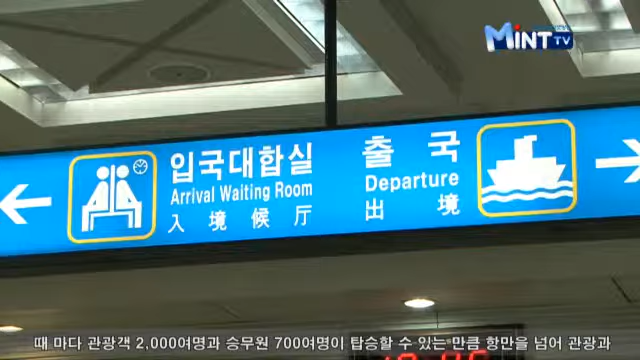 MINT TV
입국대합실
Arrival Waiting Room
入境候厅
출국
Departure
出境
때 마다 관광객 2,000여명과 승무원 700여명이 탑승할 수 있는 만큼 항만을 넘어 관광과